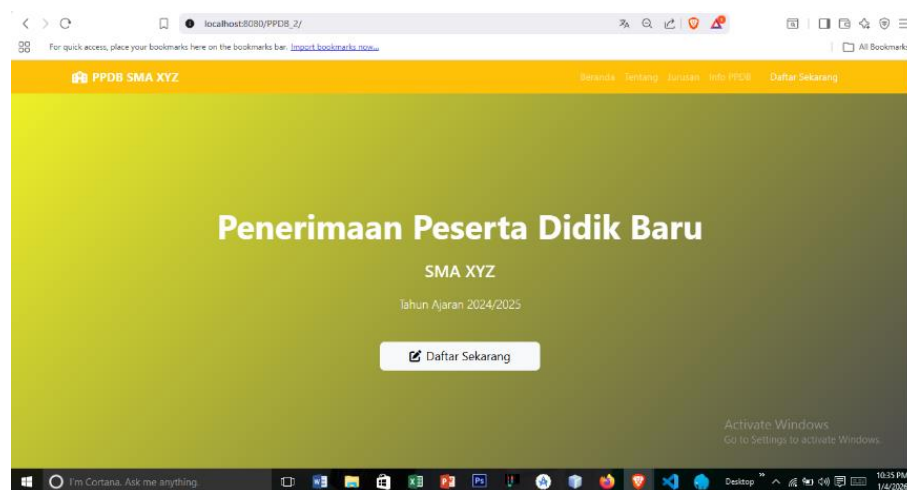 localhost:8080/PPDB_2/
For quick access, place your bookmarks here on the bookmarks bar. Import bookmarks now...
All Bookmarks
PPDB SMA XYZ
Beranda Tentang Jurusan Info PPDB Daftar Sekarang
Penerimaan Peserta Didik Baru
SMA XYZ
Tahun Ajaran 2024/2025
Daftar Sekarang
Activate Windows
Go to Settings to activate Windows.
I'm Cortana. Ask me anything.
Desktop
10:35 PM
1/4/2026